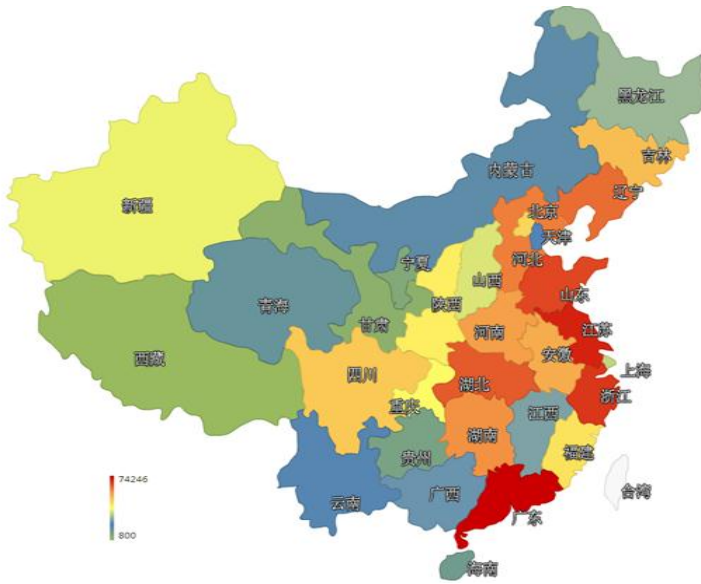 黑龙江
吉林
内蒙古
辽宁
新疆
北京
天津
宁夏
河北
山西
青海
山东
陕西
甘肃
江苏
河南
西藏
安徽
四川
上海
湖北
浙江
重庆
江西
湖南
福建
贵州
74246
台湾
广西
云南
广东
800
海南